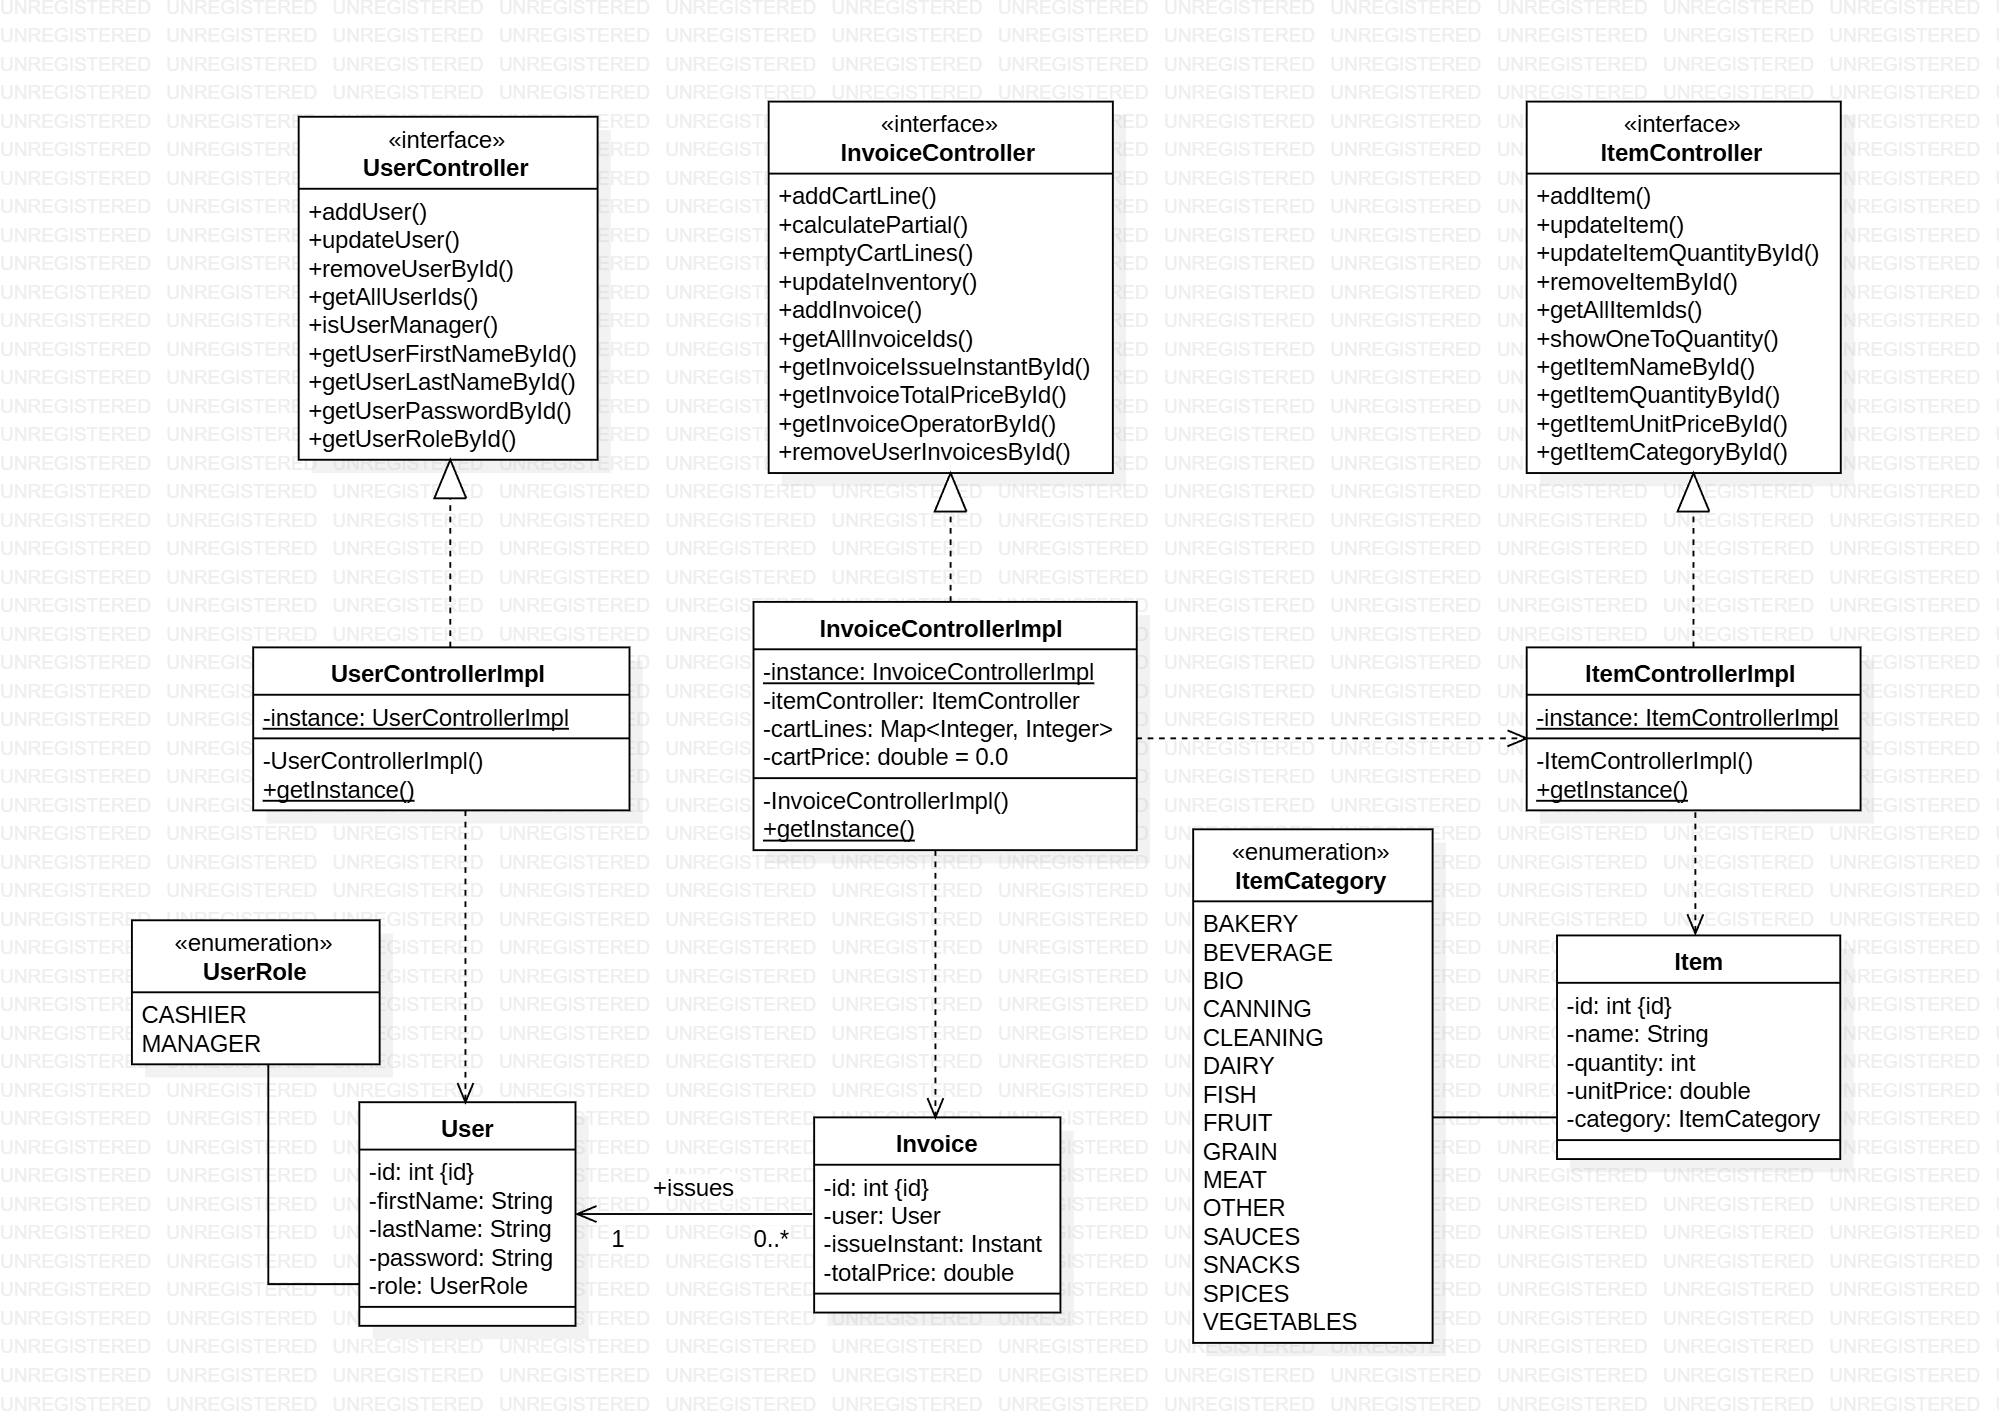 «interface»
UserController
+addUser()
+updateUser()
+removeUserById()
+getAllUserIds()
+isUserManager()
+getUserFirstNameById()
+getUserLastNameById()
+getUserPasswordById()
+getUserRoleById()
«interface»
InvoiceController
+addCartLine()
+calculatePartial()
+emptyCartLines()
+updateInventory()
+addInvoice()
+getAllInvoiceIds()
+getInvoiceIssueInstantById()
+getInvoiceTotalPriceById()
+getInvoiceOperatorById()
+removeUserInvoicesById()
«interface»
ItemController
+addItem()
+updateItem()
+updateItemQuantityById()
+removeItemById()
+getAllItemIds()
+showOneToQuantity()
+getItemNameById()
+getItemQuantityById()
+getItemUnitPriceById()
+getItemCategoryById()
UserControllerImpl
-instance: UserControllerImpl
-UserControllerImpl()
+getInstance()
InvoiceControllerImpl
-instance: InvoiceControllerImpl
-itemController: ItemController
-cartLines: Map<Integer, Integer>
-cartPrice: double = 0.0
-InvoiceControllerImpl()
+getInstance()
ItemControllerImpl
-instance: ItemControllerImpl
-ItemControllerImpl()
+getInstance()
«enumeration»
UserRole
CASHIER
MANAGER
User
-id: int {id}
-firstName: String
-lastName: String
-password: String
-role: UserRole
+issues
1
0..*
Invoice
-id: int {id}
-user: User
-issueInstant: Instant
-totalPrice: double
«enumeration»
ItemCategory
BAKERY
BEVERAGE
BIO
CANNING
CLEANING
DAIRY
FISH
FRUIT
GRAIN
MEAT
OTHER
SAUCES
SNACKS
SPICES
VEGETABLES
Item
-id: int {id}
-name: String
-quantity: int
-unitPrice: double
-category: ItemCategory
UNREGISTERED